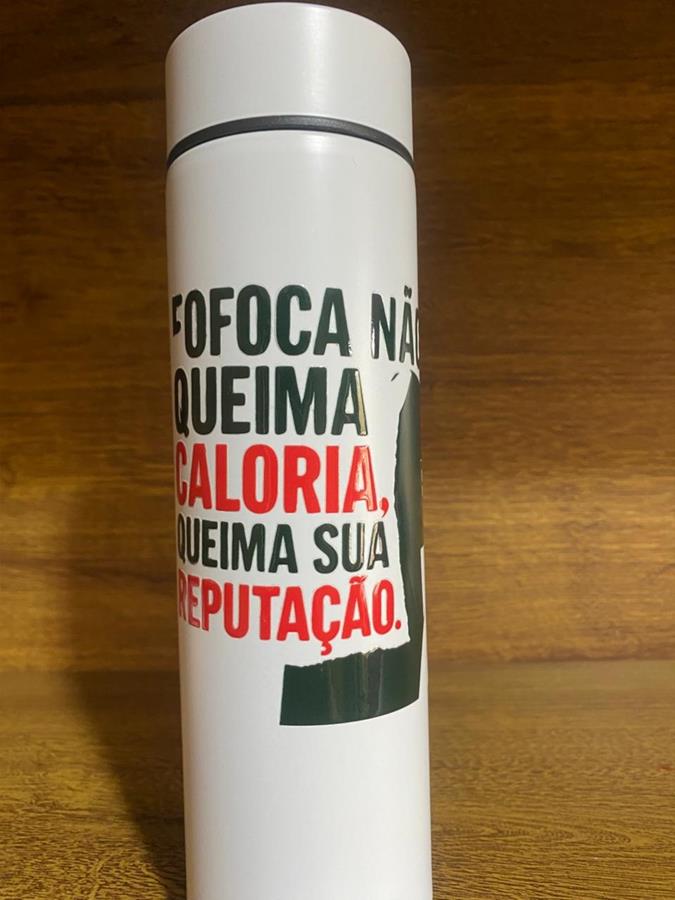 FOFOCA NÃO
QUEIMA
CALORIA,
QUEIMA SUA
REPUTAÇÃO.